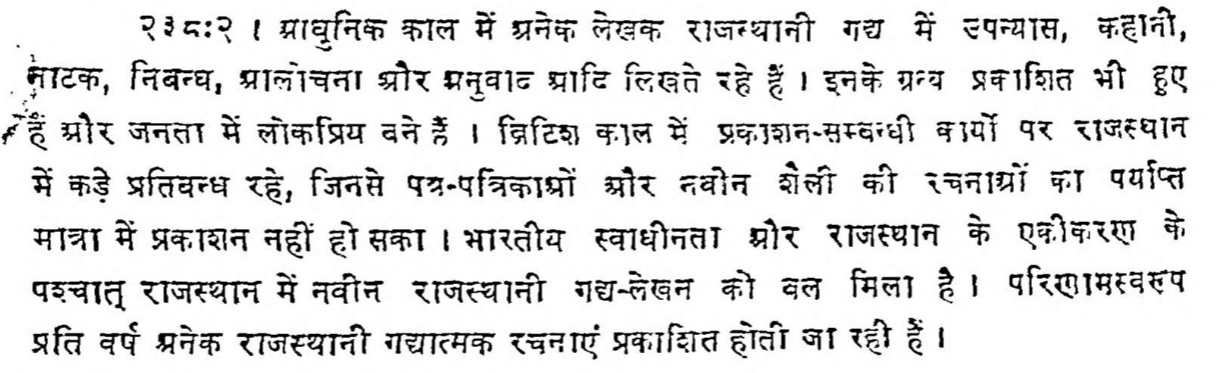 २३८:२ । आधुनिक काल में अनेक लेखक राजस्थानी गद्य में उपन्यास, कहानी,
नाटक, निबन्ध, आलोचना और अनुवाद आदि लिखते रहे हैं । इनके ग्रन्थ प्रकाशित भी हुए
हैं और जनता में लोकप्रिय बने हैं । ब्रिटिश काल में प्रकाशन-सम्बन्धी कार्यों पर राजस्थान
में कड़े प्रतिबन्ध रहे, जिनसे पत्र-पत्रिकाओं और नवीन शैली की रचनाओं का पर्याप्त
मात्रा में प्रकाशन नहीं हो सका । भारतीय स्वाधीनता और राजस्थान के एकीकरण के
पश्चात् राजस्थान में नवीन राजस्थानी गद्य-लेखन को बल मिला है । परिणामस्वरूप
प्रति वर्ष अनेक राजस्थानी गद्यात्मक रचनाएं प्रकाशित होती जा रही हैं ।